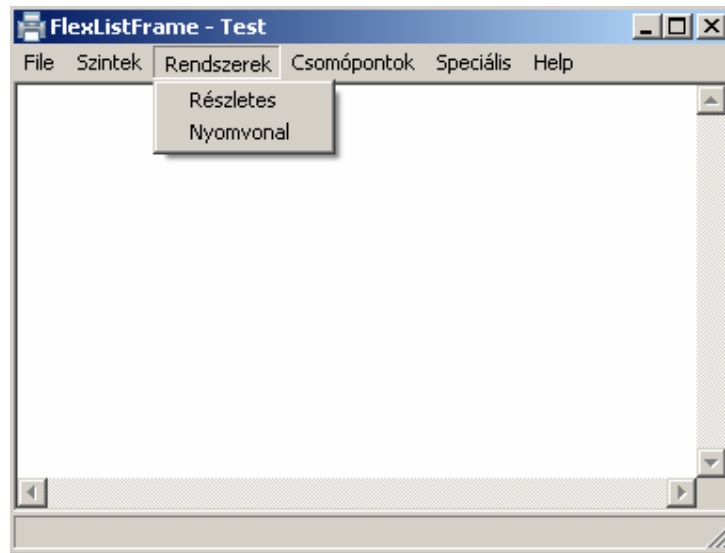 FlexListFrame - Test
File Szintek Rendszerek Csomópontok Speciális Help
Részletes
Nyomvonal